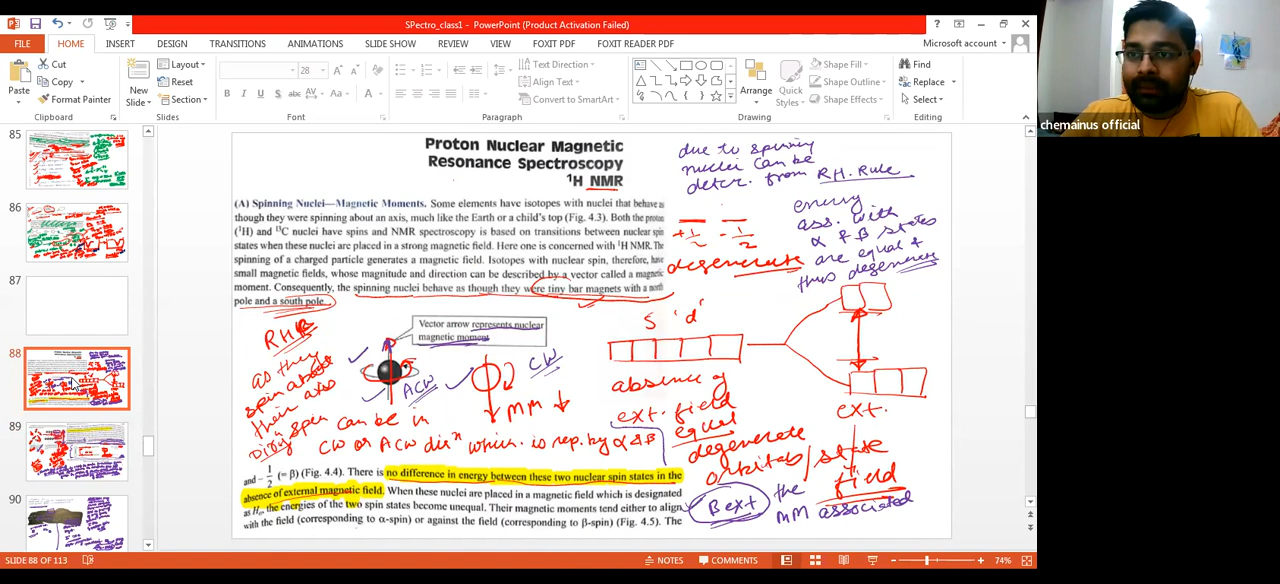 SPectro_class1 - PowerPoint (Product Activation Failed)
FILE HOME INSERT DESIGN TRANSITIONS ANIMATIONS SLIDE SHOW REVIEW VIEW FOXIT PDF FOXIT READER PDF Microsoft account
Paste
Cut
Copy
Format Painter
Clipboard
New
Slide
Layout
Reset
Section
Slides
28
Font
Text Direction
Align Text
Convert to SmartArt
Paragraph
Arrange
Quick
Styles
Shape Fill
Shape Outline
Shape Effects
Drawing
Find
Replace
Select
Editing
chemainus official
85
86
87
88
89
90
Proton Nuclear Magnetic
Resonance Spectroscopy
¹H NMR
(A) Spinning Nuclei—Magnetic Moments. Some elements have isotopes with nuclei that behave as
though they were spinning about an axis, much like the Earth or a child's top (Fig. 4.3). Both the proton
(¹H) and ¹³C nuclei have spins and NMR spectroscopy is based on transitions between nuclear spin
states when these nuclei are placed in a strong magnetic field. Here one is concerned with ¹H NMR. The
spinning of a charged particle generates a magnetic field. Isotopes with nuclear spin, therefore, have
small magnetic fields, whose magnitude and direction can be described by a vector called a magnetic
moment. Consequently, the spinning nuclei behave as though they were tiny bar magnets with a north
pole and a south pole
due to spinning
nuclei can be
deter. from RH. Rule
+1/2 -1/2
degenerate
energy
ass. with
α & β states
are equal &
thus degenerate
Vector arrow represents nuclear
magnetic moment
RHR
as they
spin about
their axis
spin can be in
CW or ACW dirⁿ which is rep. by α & β
ACW
CW
MM ↓
5 'd'
absence of
ext. field
equal
degenerate
orbitals/state
ext.
field
B ext
the
MM associated
and - 1/2 (= β) (Fig. 4.4). There is no difference in energy between these two nuclear spin states in the
absence of external magnetic field. When these nuclei are placed in a magnetic field which is designated
as H₀, the energies of the two spin states become unequal. Their magnetic moments tend either to align
with the field (corresponding to α-spin) or against the field (corresponding to β-spin) (Fig. 4.5). The
SLIDE 88 OF 113
NOTES
COMMENTS
74%